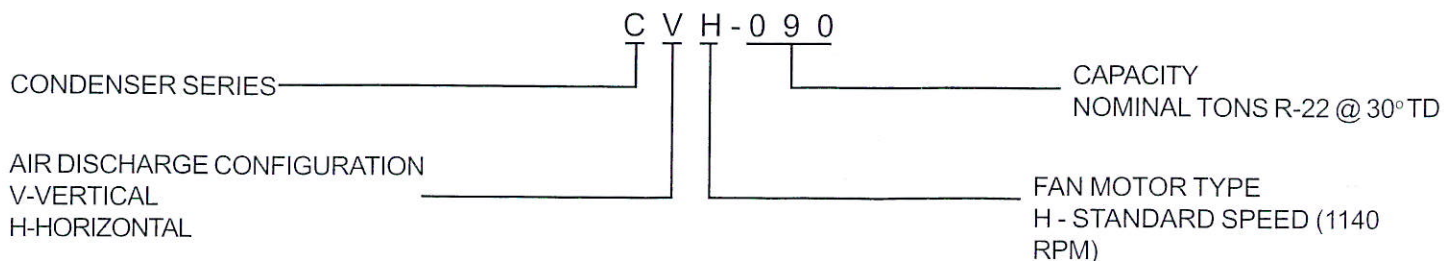 C V H - 0 9 0
CONDENSER SERIES
CAPACITY
NOMINAL TONS R-22 @ 30° TD
AIR DISCHARGE CONFIGURATION
V-VERTICAL
H-HORIZONTAL
FAN MOTOR TYPE
H - STANDARD SPEED (1140
RPM)